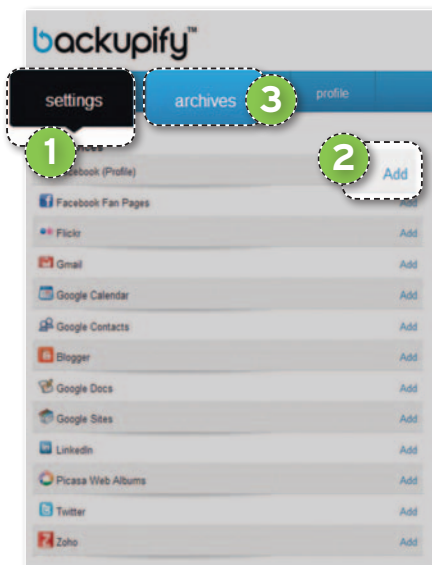 backupify™
settings archives 3 profile
1 2
Facebook (Profile) Add
Facebook Fan Pages Add
Flickr Add
Gmail Add
Google Calendar Add
Google Contacts Add
Blogger Add
Google Docs Add
Google Sites Add
LinkedIn Add
Picasa Web Albums Add
Twitter Add
Zoho Add